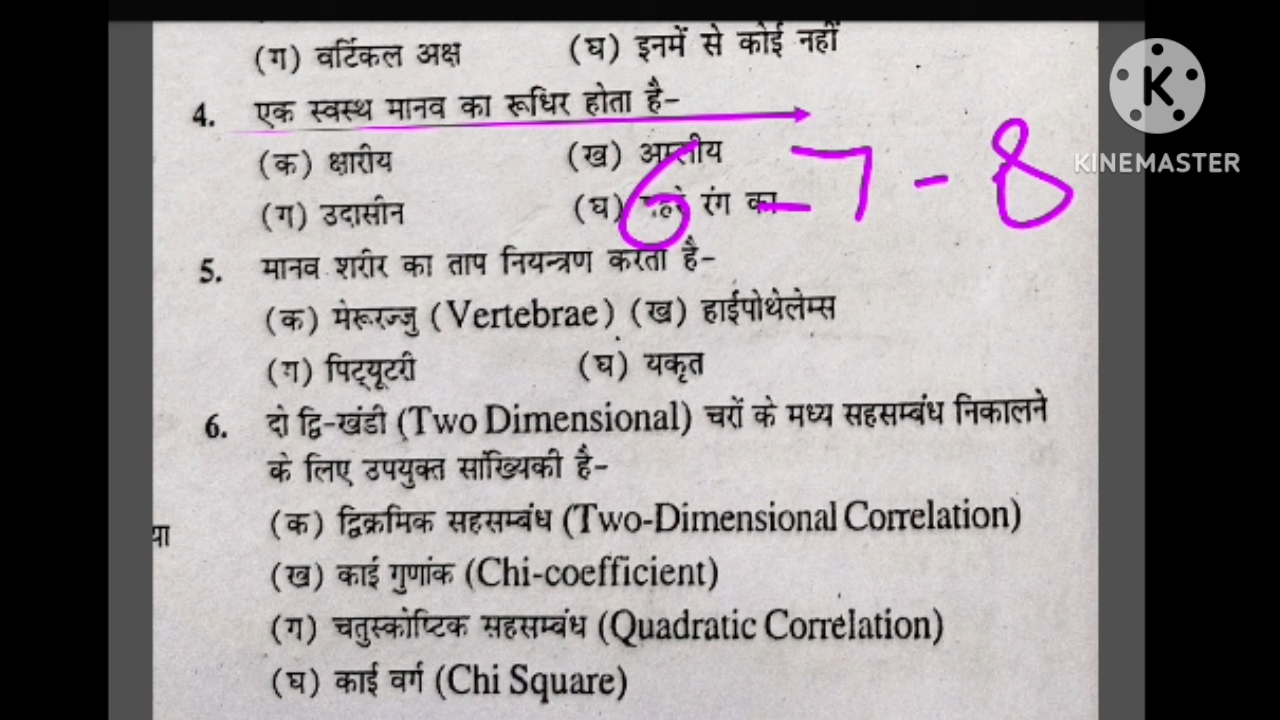 (ग) वर्टिकल अक्ष (घ) इनमें से कोई नहीं
4. एक स्वस्थ मानव का रूधिर होता है-
(क) क्षारीय (ख) अम्लीय
(ग) उदासीन (घ) गहरे रंग का
6 - 7 - 8
K
KINEMASTER
5. मानव शरीर का ताप नियन्त्रण करता है-
(क) मेरूरज्जु (Vertebrae) (ख) हाईपोथेलेम्स
(ग) पिट्यूटरी (घ) यकृत
6. दो द्वि-खंडी (Two Dimensional) चरों के मध्य सहसम्बंध निकालने
के लिए उपयुक्त सांख्यिकी है-
(क) द्विक्रमिक सहसम्बंध (Two-Dimensional Correlation)
या
(ख) काई गुणांक (Chi-coefficient)
(ग) चतुस्कोष्टिक सहसम्बंध (Quadratic Correlation)
(घ) काई वर्ग (Chi Square)